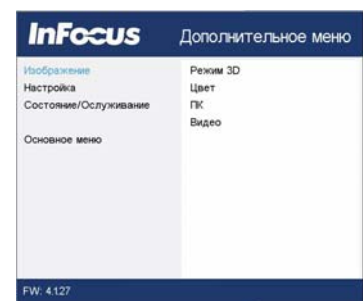 InFocus
Дополнительное меню
Изображение
Настройка
Состояние/Ослуживание
Основное меню
Режим 3D
Цвет
ПК
Видео
FW: 4.127